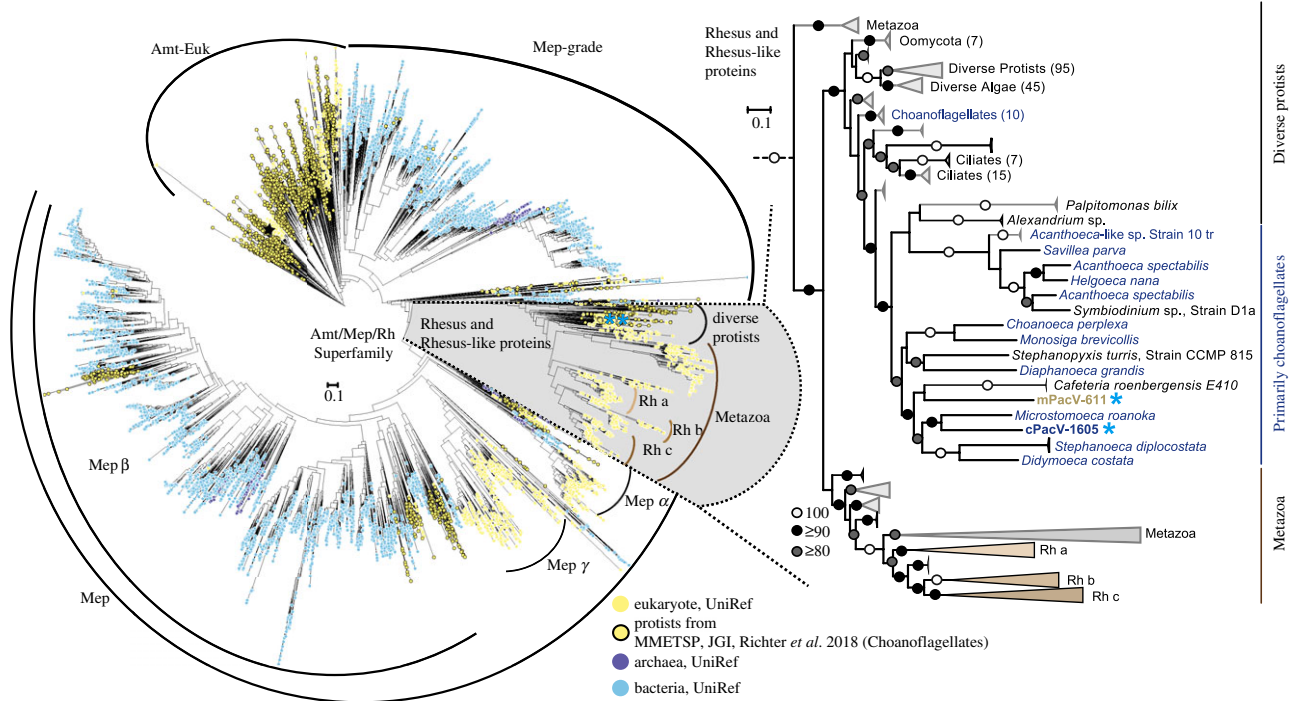 Amt-Euk
Mep-grade
Amt/Mep/Rh
Superfamily
0.1
Rhesus and
Rhesus-like proteins
diverse
protists
Metazoa
Rh a
Rh b
Rh c
Mep α
Mep γ
Mep β
Mep
eukaryote, UniRef
protists from
MMETSP, JGI, Richter et al. 2018 (Choanoflagellates)
archaea, UniRef
bacteria, UniRef
Rhesus and
Rhesus-like
proteins
0.1
Metazoa
Oomycota (7)
Diverse Protists (95)
Diverse Algae (45)
Choanoflagellates (10)
Ciliates (7)
Ciliates (15)
Palpitomonas bilix
Alexandrium sp.
Acanthoeca-like sp. Strain 10 tr
Savillea parva
Acanthoeca spectabilis
Helgoeca nana
Acanthoeca spectabilis
Symbiodinium sp., Strain D1a
Choanoeca perplexa
Monosiga brevicollis
Stephanopyxis turris, Strain CCMP 815
Diaphanoeca grandis
Cafeteria roenbergensis E410
mPacV-611 *
Microstomoeca roanoka
cPacV-1605 *
Stephanoeca diplocostata
Didymoeca costata
100
≥90
≥80
Metazoa
Rh a
Rh b
Rh c
Diverse protists
Primarily choanoflagellates
Metazoa